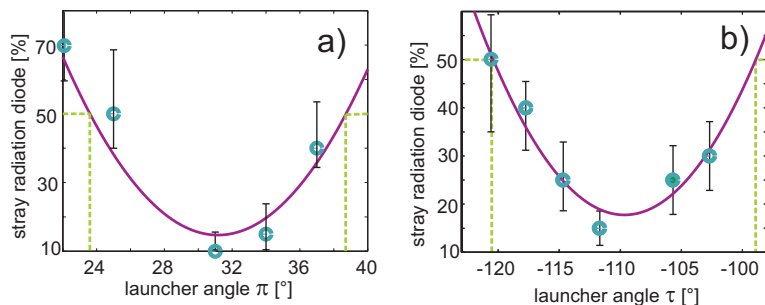 a)
stray radiation diode [%]
70
50
30
10
24 28 32 36 40
launcher angle π [°]
b)
stray radiation diode [%]
50
40
30
20
10
-120 -115 -110 -105 -100
launcher angle τ [°]